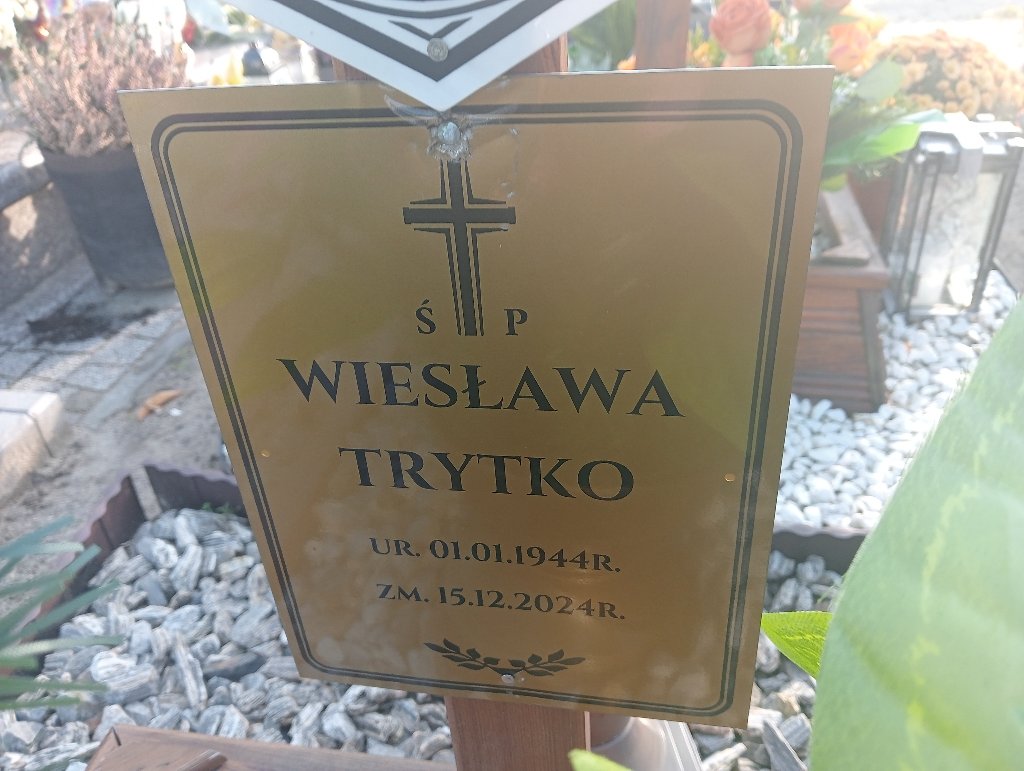 Ś P
WIESŁAWA
TRYTKO
UR. 01.01.1944R.
ZM. 15.12.2024R.